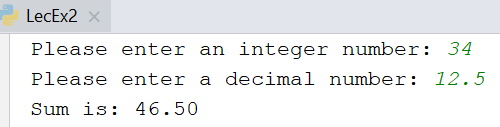 LecEx2
Please enter an integer number: 34
Please enter a decimal number: 12.5
Sum is: 46.50